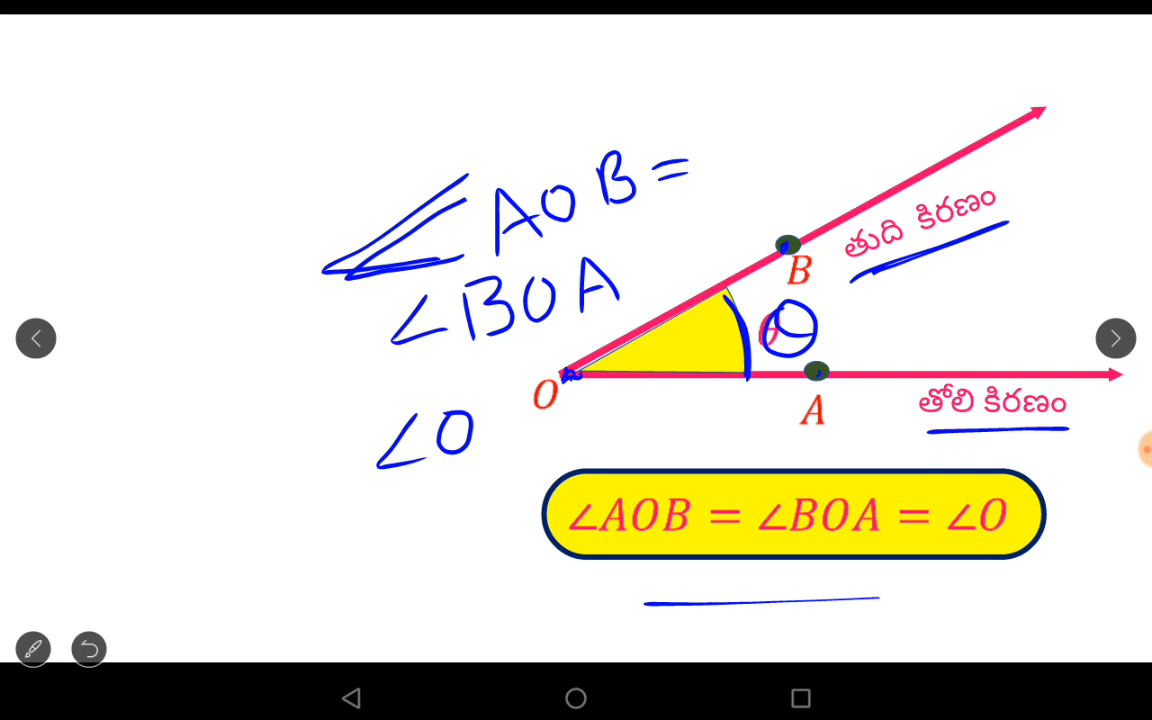 ∠AOB =
∠BOA
∠O
తుది కిరణం
B
θ
O
A
తోలి కిరణం
∠AOB = ∠BOA = ∠O